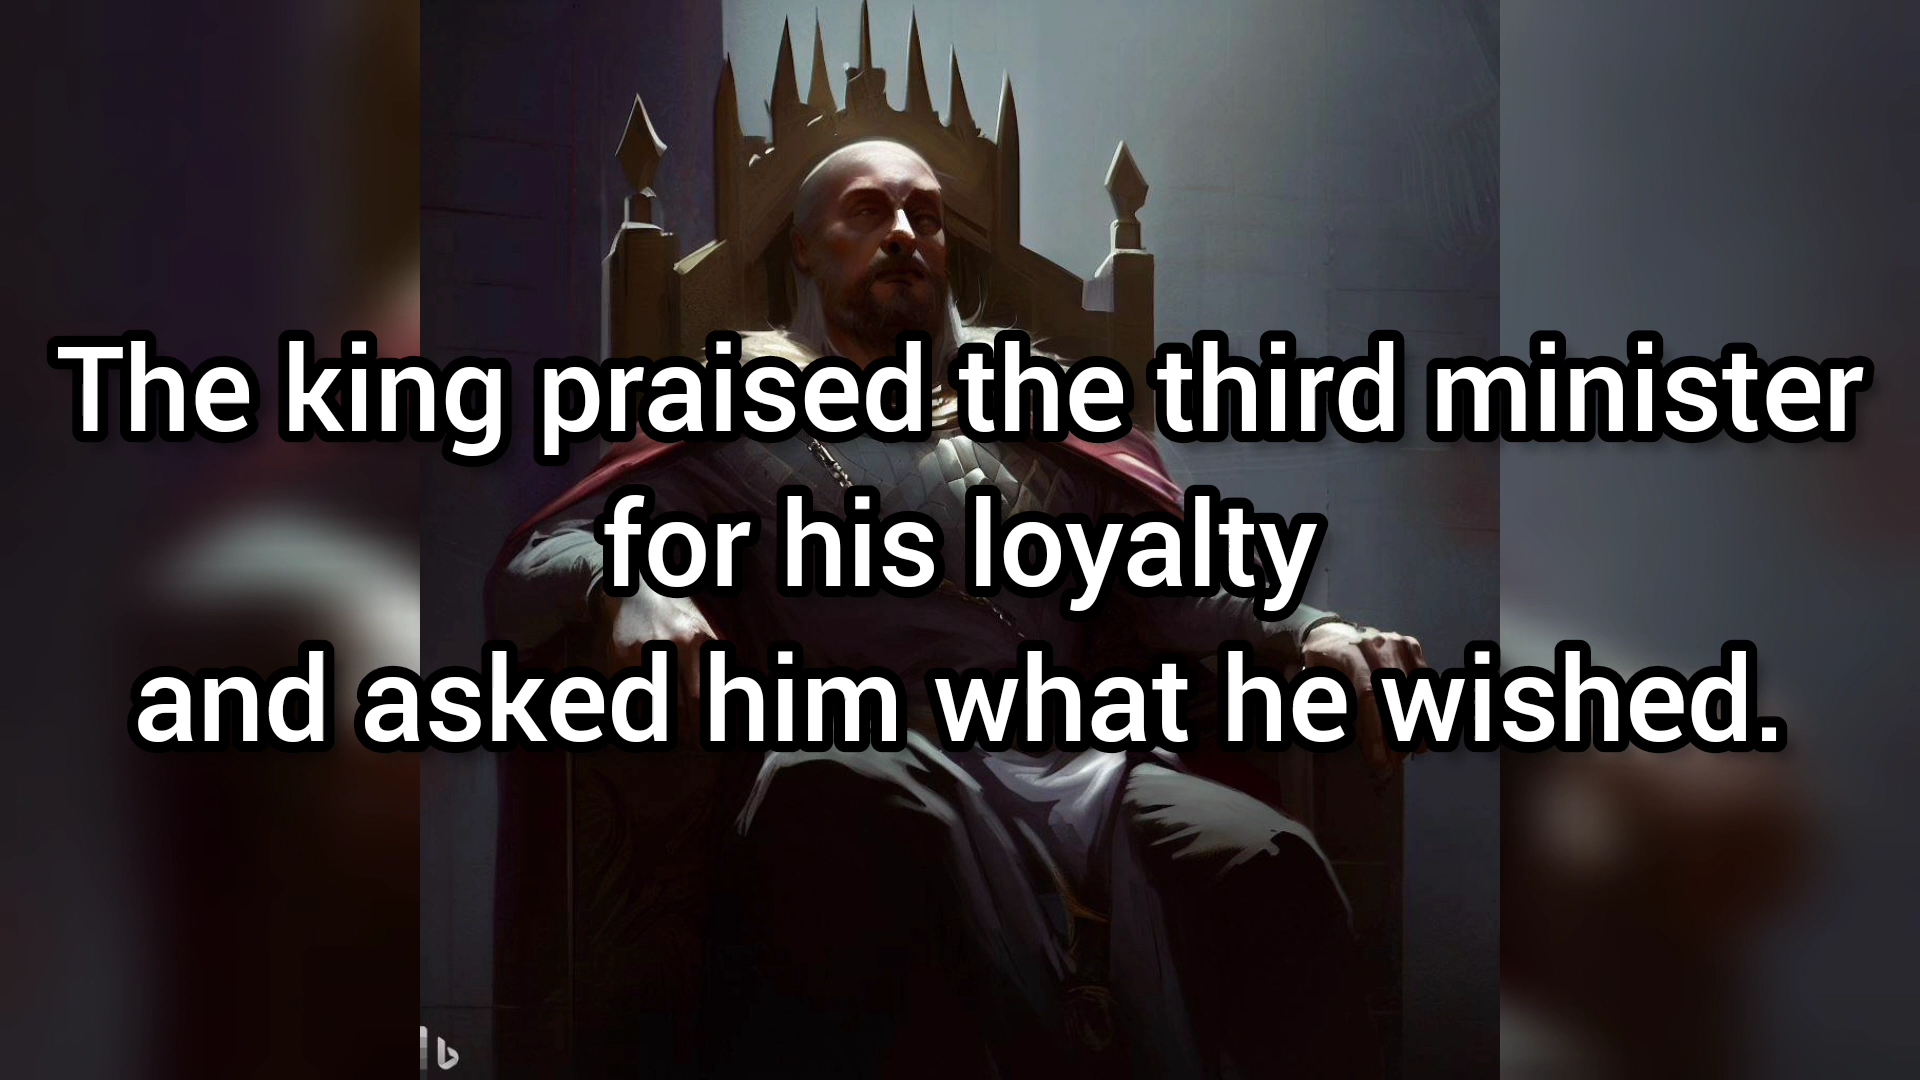 The king praised the third minister
for his loyalty
and asked him what he wished.